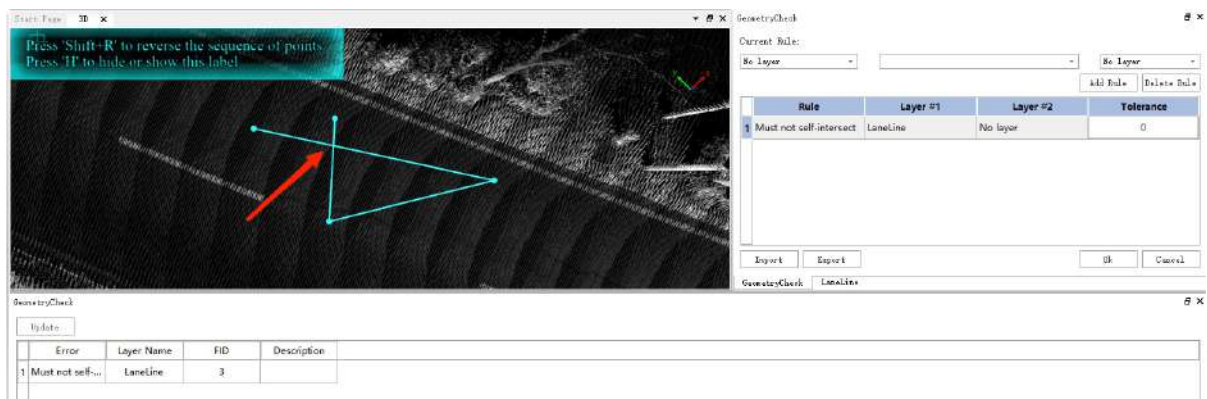 Start Page 3D
Press 'Shift+R' to reverse the sequence of points
Press 'H' to hide or show this label
GeometryCheck
Current Rule:
No layer No layer
Add Rule Delete Rule
Rule Layer #1 Layer #2 Tolerance
1 Must not self-intersect LaneLine No layer 0
Import Export Ok Cancel
GeometryCheck LaneLine
GeometryCheck
Update
Error Layer Name FID Description
1 Must not self-... LaneLine 3